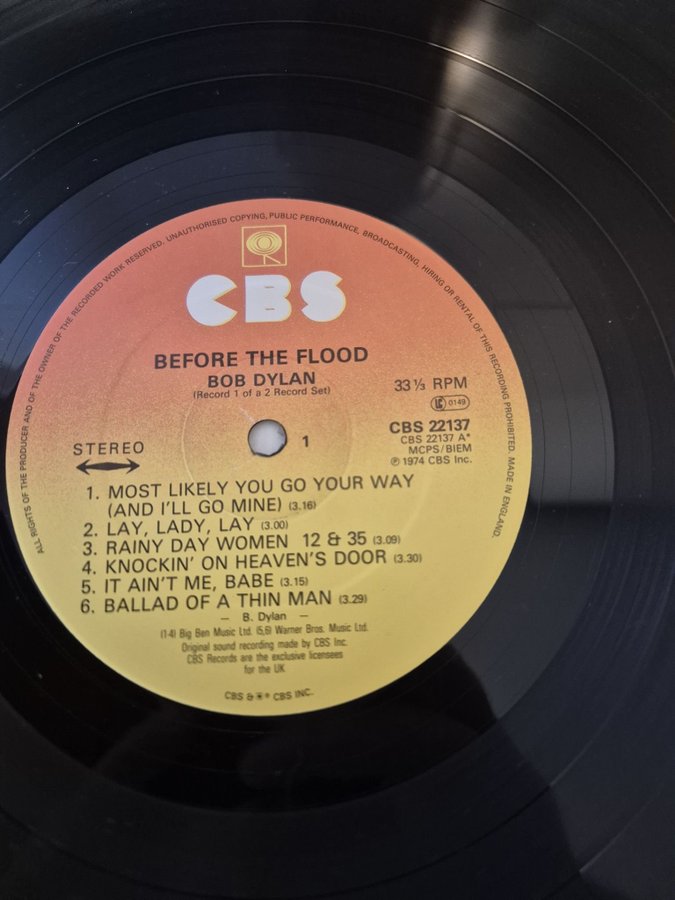 ALL RIGHTS OF THE PRODUCER AND OF THE OWNER OF THE RECORDED WORK RESERVED. UNAUTHORISED COPYING, PUBLIC PERFORMANCE, BROADCASTING, HIRING OR RENTAL OF THIS RECORDING PROHIBITED. MADE IN ENGLAND.
CBS
BEFORE THE FLOOD
BOB DYLAN
(Record 1 of a 2 Record Set)
33 ⅓ RPM
LC 0149
STEREO
1
CBS 22137
CBS 22137 A*
MCPS/BIEM
℗ 1974 CBS Inc.
1. MOST LIKELY YOU GO YOUR WAY
(AND I'LL GO MINE) (3.16)
2. LAY, LADY, LAY (3.00)
3. RAINY DAY WOMEN 12 & 35 (3.09)
4. KNOCKIN' ON HEAVEN'S DOOR (3.30)
5. IT AIN'T ME, BABE (3.15)
6. BALLAD OF A THIN MAN (3.29)
— B. Dylan —
(1-4) Big Ben Music Ltd. (5,6) Warner Bros. Music Ltd.
Original sound recording made by CBS Inc.
CBS Records are the exclusive licensees
for the UK
CBS & CBS INC.